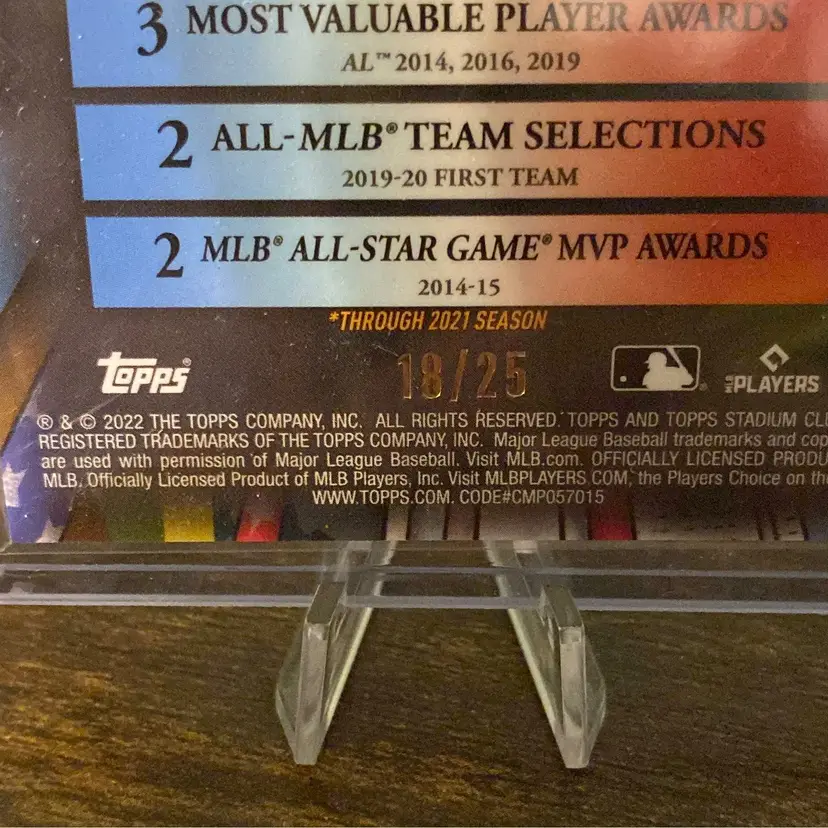 3 MOST VALUABLE PLAYER AWARDS
AL™ 2014, 2016, 2019
2 ALL-MLB® TEAM SELECTIONS
2019-20 FIRST TEAM
2 MLB® ALL-STAR GAME® MVP AWARDS
2014-15
*THROUGH 2021 SEASON
TOPPS® 18/25 PLAYERS
® & © 2022 THE TOPPS COMPANY, INC. ALL RIGHTS RESERVED. TOPPS AND TOPPS STADIUM CL
REGISTERED TRADEMARKS OF THE TOPPS COMPANY, INC. Major League Baseball trademarks and cop
are used with permission of Major League Baseball. Visit MLB.com. OFFICIALLY LICENSED PRODU
MLB. Officially Licensed Product of MLB Players, Inc. Visit MLBPLAYERS.COM, the Players Choice on the
WWW.TOPPS.COM. CODE#CMP057015